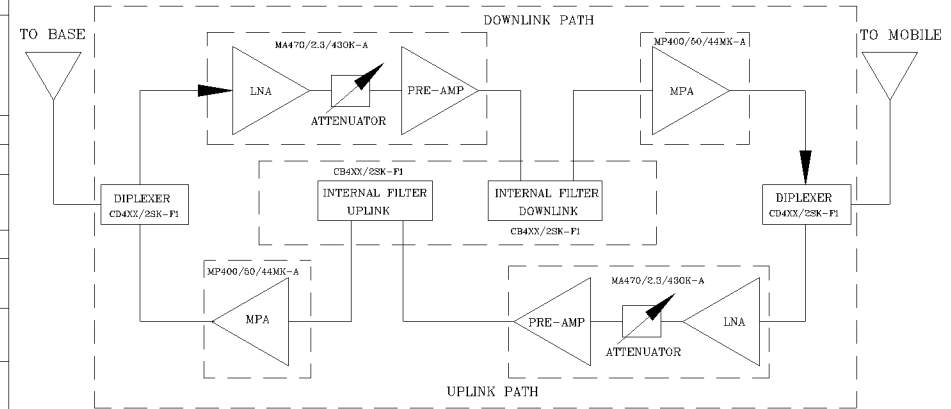 DOWNLINK PATH
TO BASE
TO MOBILE
MA470/2.3/430K-A
MP400/50/44MK-A
LNA
PRE-AMP
MPA
ATTENUATOR
CB4XX/2SK-F1
DIPLEXER
CD4XX/2SK-F1
INTERNAL FILTER
UPLINK
INTERNAL FILTER
DOWNLINK
CB4XX/2SK-F1
DIPLEXER
CD4XX/2SK-F1
MP400/50/44MK-A
MA470/2.3/430K-A
MPA
PRE-AMP
LNA
ATTENUATOR
UPLINK PATH